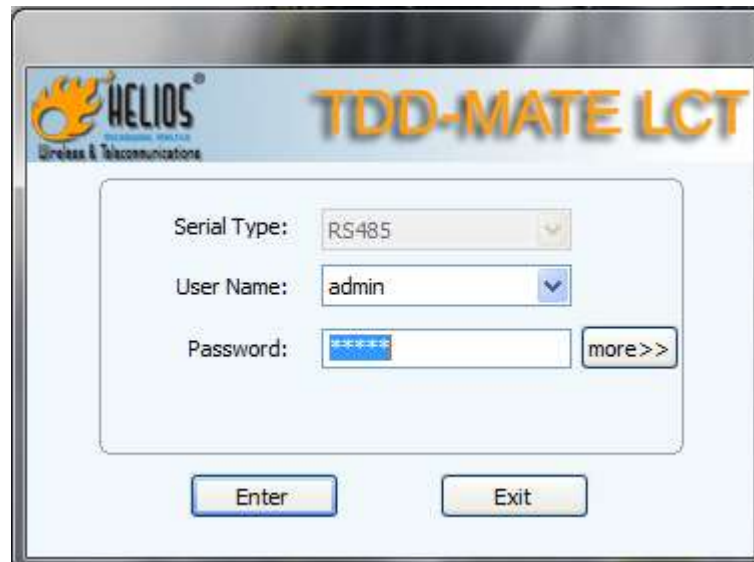 HELIOS®
TDD-MATE LCT
Wireless & Telecommunications
Serial Type: RS485
User Name: admin
Password: *****
more>>
Enter
Exit